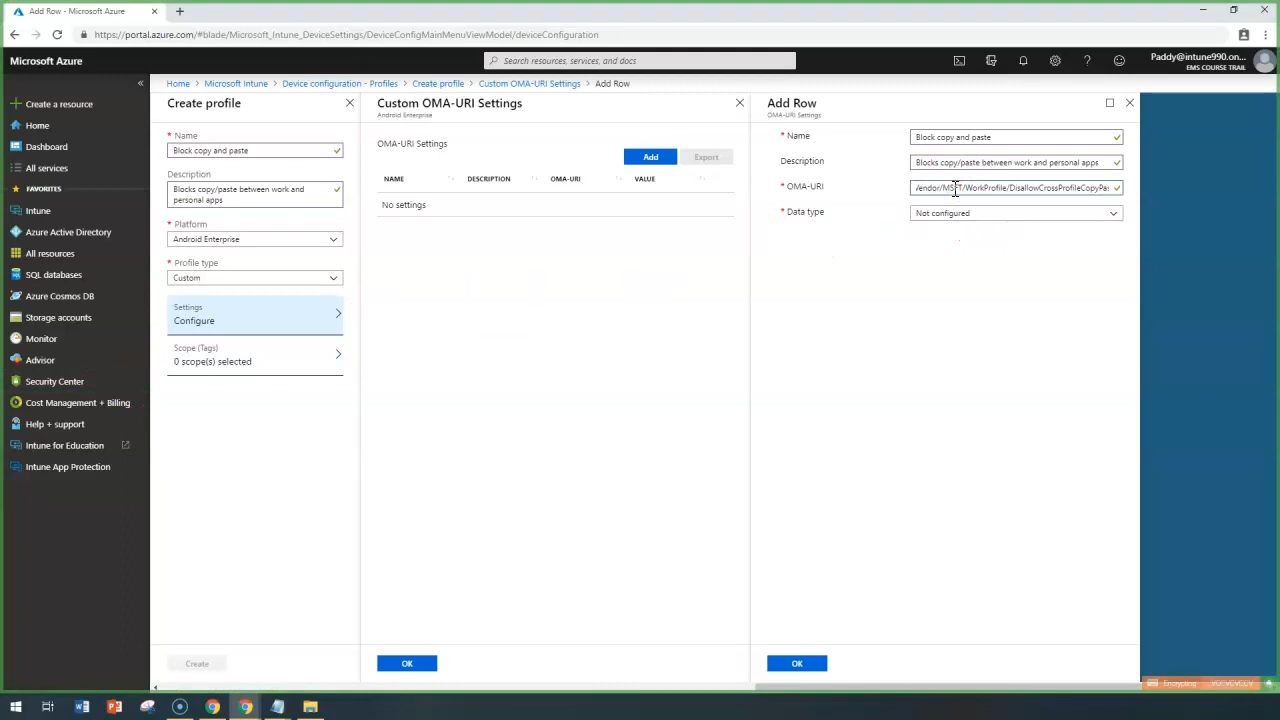 Add Row - Microsoft Azure
https://portal.azure.com/#blade/Microsoft_Intune_DeviceSettings/DeviceConfigMainMenuViewModel/deviceConfiguration
Microsoft Azure
Search resources, services, and docs
Paddy@intune990.on...
EMS COURSE TRAIL
Home > Microsoft Intune > Device configuration - Profiles > Create profile > Custom OMA-URI Settings > Add Row
Create a resource
Home
Dashboard
All services
FAVORITES
Intune
Azure Active Directory
All resources
SQL databases
Azure Cosmos DB
Storage accounts
Monitor
Advisor
Security Center
Cost Management + Billing
Help + support
Intune for Education
Intune App Protection
Create profile
* Name
Block copy and paste
Description
Blocks copy/paste between work and
personal apps
* Platform
Android Enterprise
* Profile type
Custom
Settings
Configure
Scope (Tags)
0 scope(s) selected
Create
Custom OMA-URI Settings
Android Enterprise
OMA-URI Settings
Add
Export
NAME DESCRIPTION OMA-URI VALUE
No settings
OK
Add Row
OMA-URI Settings
* Name
Block copy and paste
Description
Blocks copy/paste between work and personal apps
* OMA-URI
/endor/MSFT/WorkProfile/DisallowCrossProfileCopyPas
* Data type
Not configured
OK
Encrypting